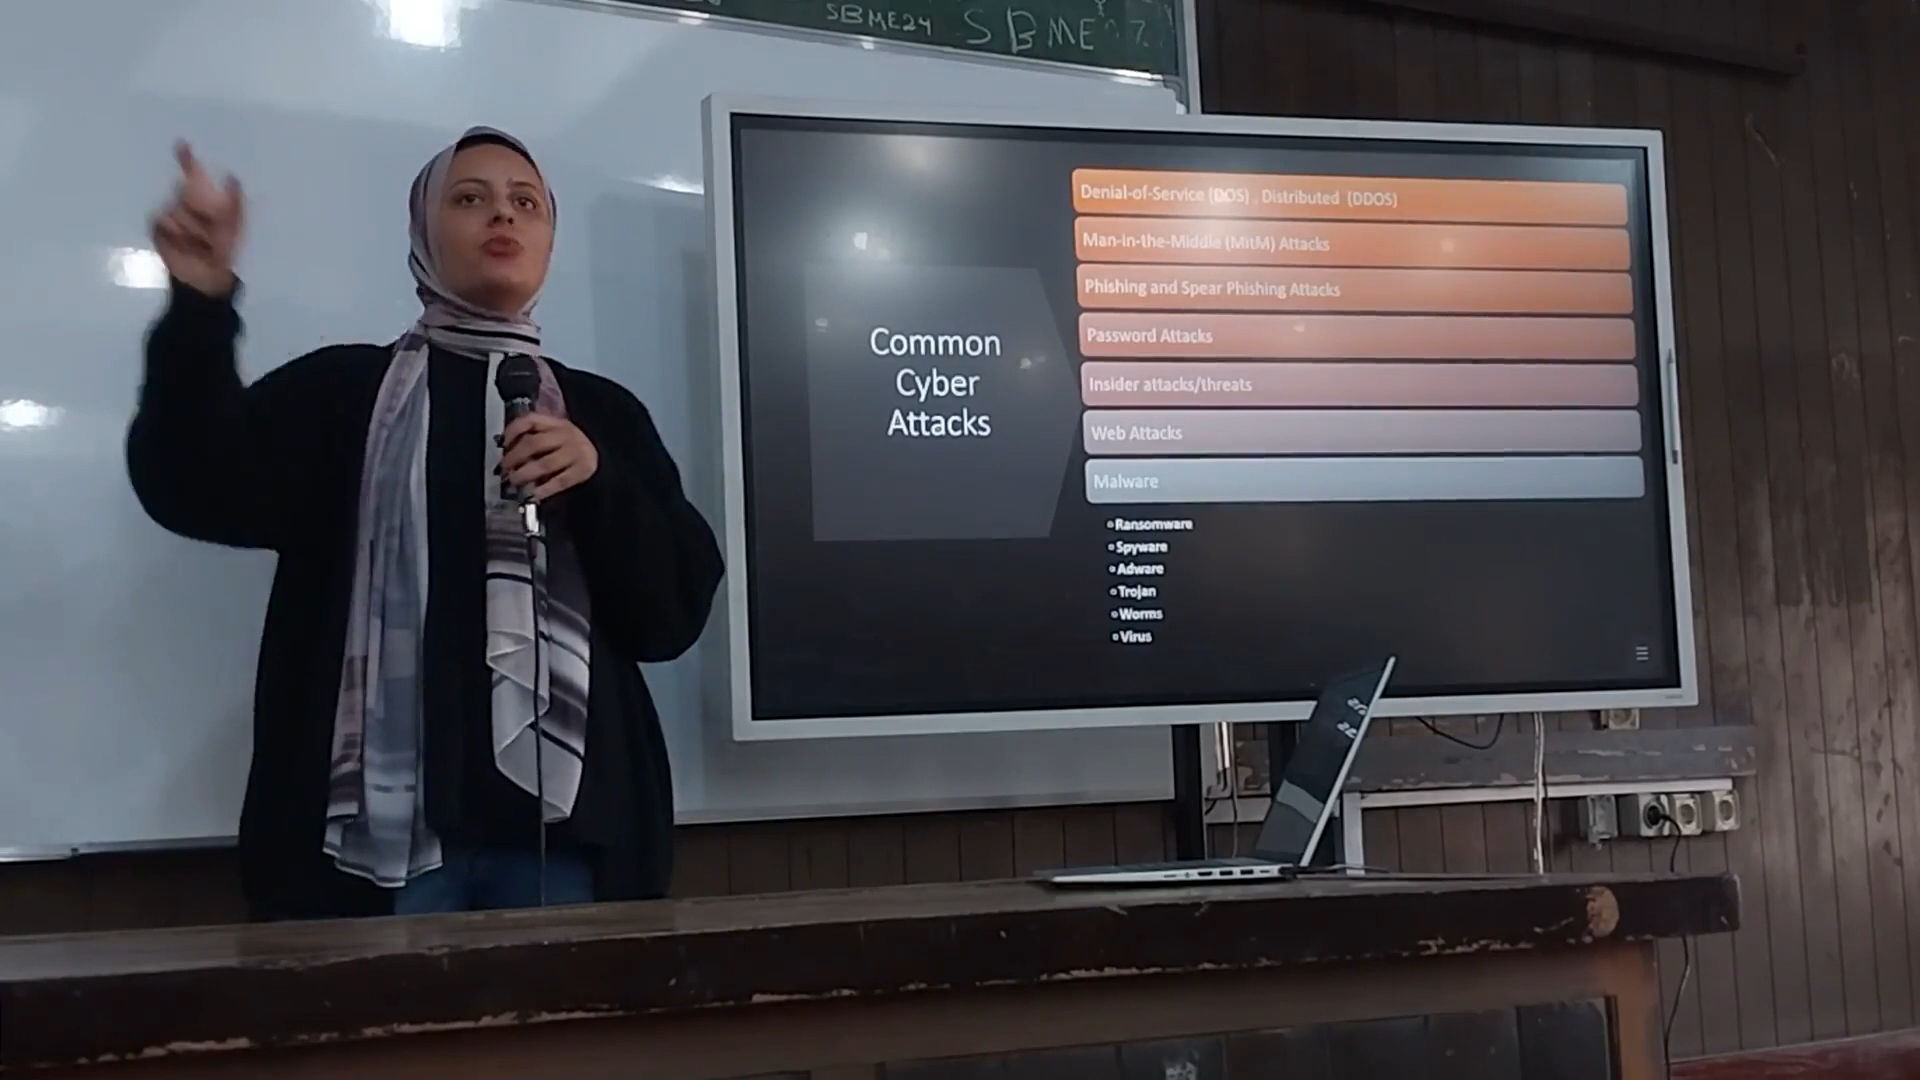 SBME24 SBME
Common
Cyber
Attacks
Denial-of-Service (DOS) , Distributed (DDOS)
Man-in-the-Middle (MitM) Attacks
Phishing and Spear Phishing Attacks
Password Attacks
Insider attacks/threats
Web Attacks
Malware
Ransomware
Spyware
Adware
Trojan
Worms
Virus